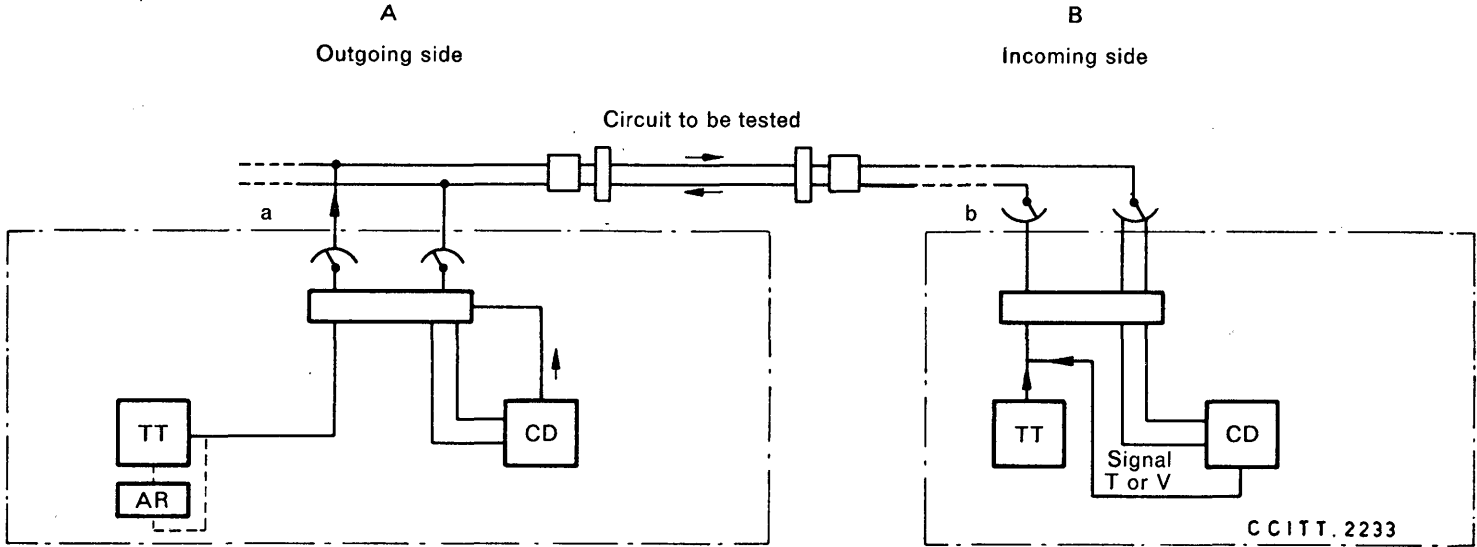 A
Outgoing side
B
Incoming side
Circuit to be tested
a
b
TT
AR
CD
TT
CD
Signal
T or V
CCITT.2233